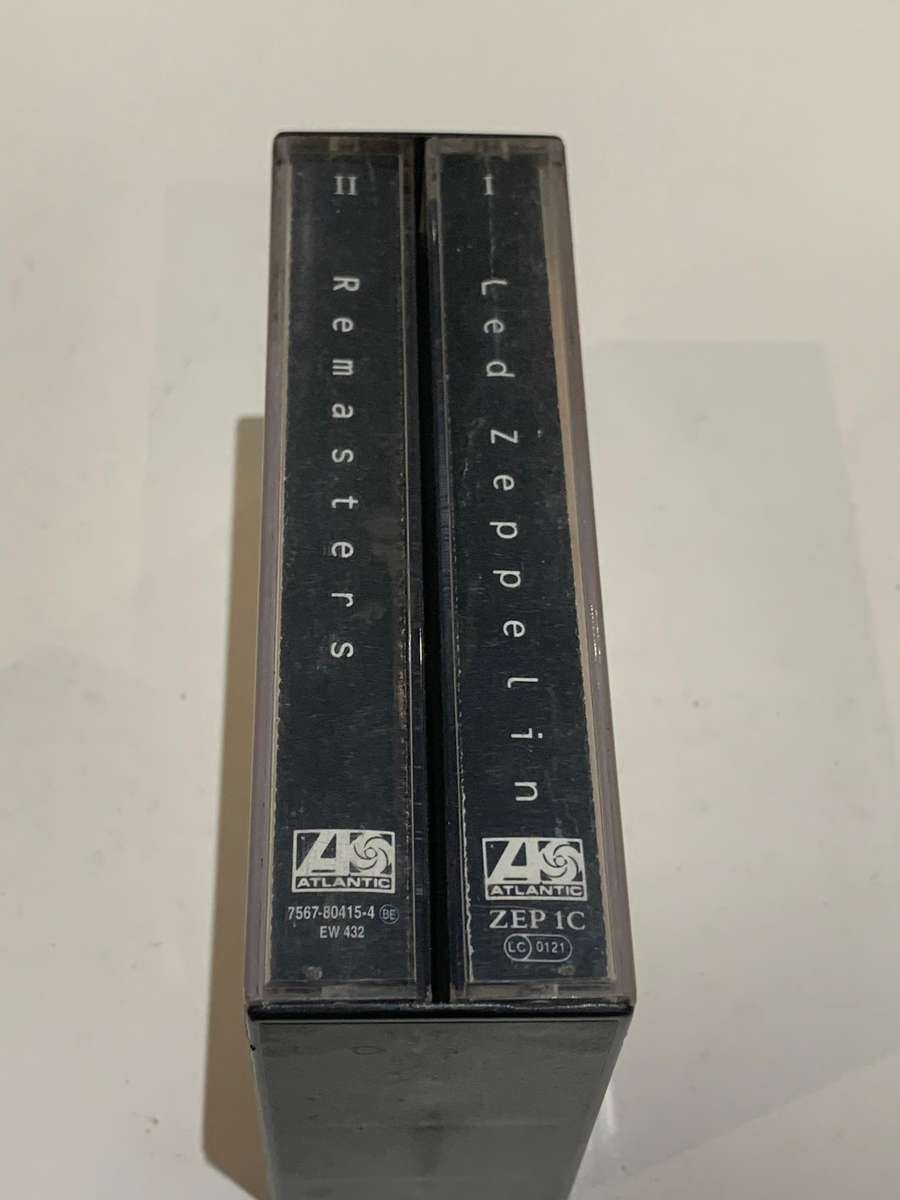 II
Remasters
ATLANTIC
7567-80415-4 BE
EW 432
I
Led Zeppelin
ATLANTIC
ZEP 1C
LC 0121